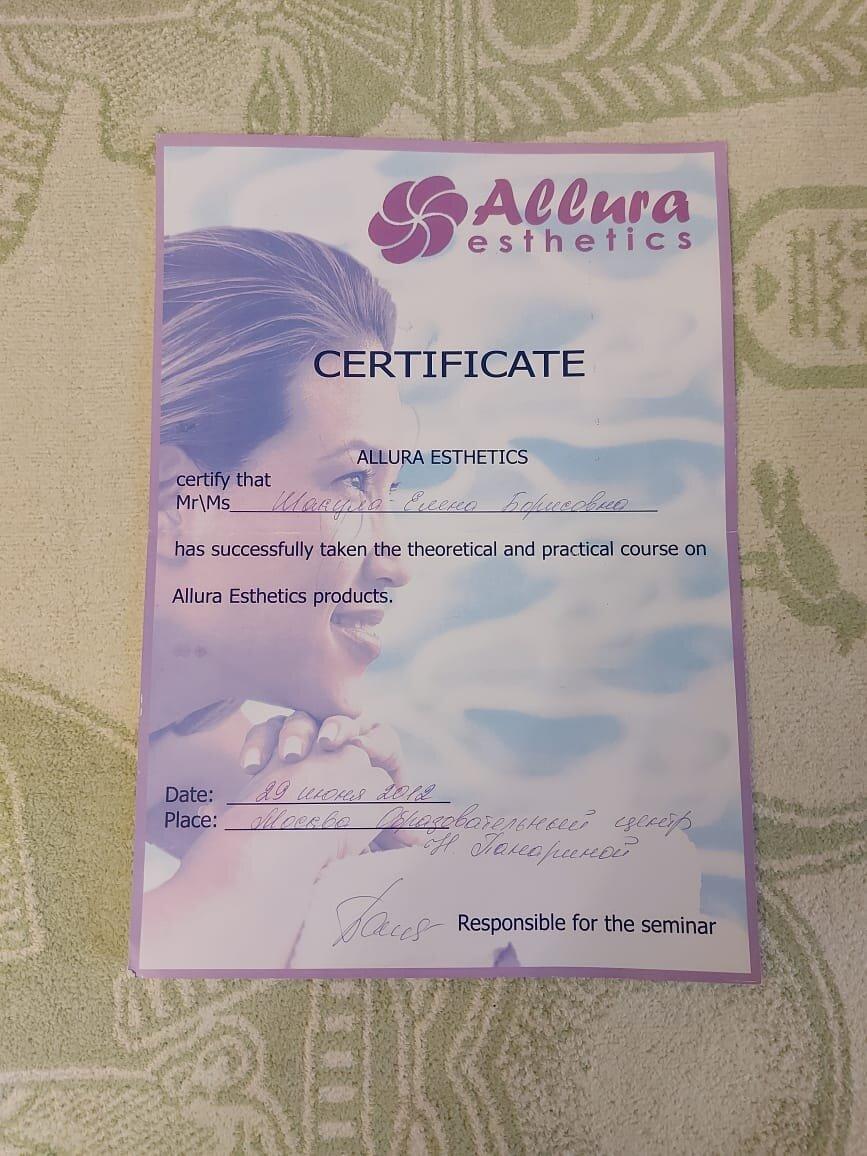 Allura
esthetics
CERTIFICATE
ALLURA ESTHETICS
certify that
Mr\Ms Шакула Елена Борисовна
has successfully taken the theoretical and practical course on
Allura Esthetics products.
Date: 29 июня 2012
Place: Москва Образовательный центр
Н. Панариной
Responsible for the seminar